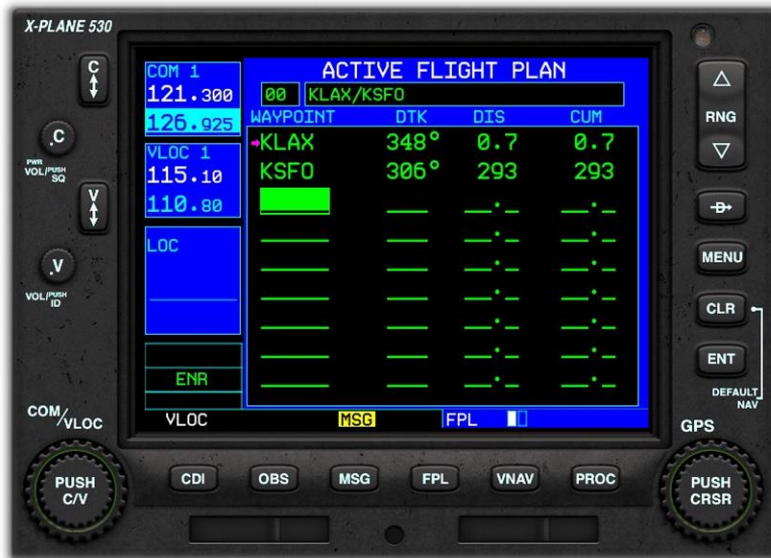 X-PLANE 530
C
.C
PWR
VOL/PUSH SQ
V
.V
VOL/PUSH ID
COM/VLOC
PUSH C/V
COM 1
121.300
126.925
VLOC 1
115.10
110.80
LOC
ENR
VLOC
ACTIVE FLIGHT PLAN
00 KLAX/KSFO
WAYPOINT DTK DIS CUM
KLAX 348° 0.7 0.7
KSFO 306° 293 293
MSG
FPL
RNG
D
MENU
CLR
ENT
DEFAULT NAV
GPS
PUSH CRSR
CDI OBS MSG FPL VNAV PROC